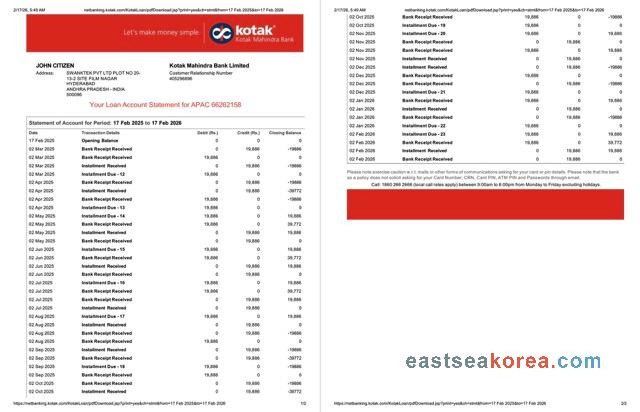 2/17/26, 5:49 AM netbanking.kotak.com/KotakLoan/pdfDownload.jsp?print=yes&ch=stmt&from=17 Feb 2025&to=17 Feb 2026
Let's make money simple.
kotak
Kotak Mahindra Bank
JOHN CITIZEN
Kotak Mahindra Bank Limited
Address: SWANKTEK PVT LTD PLOT NO 20-
13-2 SITE FILM NAGAR
HYDERABAD
ANDHRA PRADESH - INDIA
500096
Customer Relationship Number
405296896
Your Loan Account Statement for APAC 66262158
Statement of Account for Period: 17 Feb 2025 to 17 Feb 2026
Date Transaction Details Debit (Rs.) Credit (Rs.) Closing Balance
17 Feb 2025 Opening Balance 0 0 0
02 Mar 2025 Bank Receipt Received 0 19,886 -19886
02 Mar 2025 Bank Receipt Received 19,886 0 0
02 Mar 2025 Installment Received 0 19,886 -19886
02 Mar 2025 Installment Due - 12 19,886 0 0
02 Apr 2025 Bank Receipt Received 0 19,886 -19886
02 Apr 2025 Installment Received 0 19,886 -39772
02 Apr 2025 Bank Receipt Received 19,886 0 -19886
02 Apr 2025 Installment Due - 13 19,886 0 0
02 May 2025 Installment Due - 14 19,886 0 19,886
02 May 2025 Bank Receipt Received 19,886 0 39,772
02 May 2025 Installment Received 0 19,886 19,886
02 May 2025 Bank Receipt Received 0 19,886 0
02 Jun 2025 Installment Due - 15 19,886 0 19,886
02 Jun 2025 Bank Receipt Received 19,886 0 39,772
02 Jun 2025 Installment Received 0 19,886 19,886
02 Jun 2025 Bank Receipt Received 0 19,886 0
02 Jul 2025 Installment Due - 16 19,886 0 19,886
02 Jul 2025 Bank Receipt Received 19,886 0 39,772
02 Jul 2025 Bank Receipt Received 0 19,886 19,886
02 Jul 2025 Installment Received 0 19,886 0
02 Aug 2025 Installment Due - 17 19,886 0 19,886
02 Aug 2025 Installment Received 0 19,886 0
02 Aug 2025 Bank Receipt Received 0 19,886 -19886
02 Aug 2025 Bank Receipt Received 19,886 0 0
02 Sep 2025 Installment Received 0 19,886 -19886
02 Sep 2025 Bank Receipt Received 0 19,886 -39772
02 Sep 2025 Installment Due - 18 19,886 0 -19886
02 Sep 2025 Bank Receipt Received 19,886 0 0
02 Oct 2025 Bank Receipt Received 0 19,886 -19886
02 Oct 2025 Installment Received 0 19,886 -39772
https://netbanking.kotak.com/KotakLoan/pdfDownload.jsp?print=yes&ch=stmt&from=17 Feb 2025&to=17 Feb 2026 1/2
2/17/26, 5:49 AM netbanking.kotak.com/KotakLoan/pdfDownload.jsp?print=yes&ch=stmt&from=17 Feb 2025&to=17 Feb 2026
02 Oct 2025 Bank Receipt Received 19,886 0 -19886
02 Oct 2025 Installment Due - 19 19,886 0 0
02 Nov 2025 Installment Due - 20 19,886 0 19,886
02 Nov 2025 Bank Receipt Received 0 19,886 0
02 Nov 2025 Installment Received 0 19,886 -19886
02 Nov 2025 Bank Receipt Received 19,886 0 0
02 Dec 2025 Bank Receipt Received 0 19,886 -19886
02 Dec 2025 Bank Receipt Received 19,886 0 0
02 Dec 2025 Installment Received 0 19,886 -19886
02 Dec 2025 Installment Due - 21 19,886 0 0
02 Jan 2026 Installment Received 0 19,886 -19886
02 Jan 2026 Bank Receipt Received 19,886 0 0
02 Jan 2026 Bank Receipt Received 0 19,886 -19886
02 Jan 2026 Installment Due - 22 19,886 0 0
02 Feb 2026 Installment Due - 23 19,886 0 19,886
02 Feb 2026 Bank Receipt Received 19,886 0 39,772
02 Feb 2026 Installment Received 0 19,886 19,886
02 Feb 2026 Bank Receipt Received 0 19,886 0
Please note exercise caution w.r.t. mails or other forms of communications asking for your card or pin details. Please note that the bank
as a policy does not solicit asking for your Card Number, CRN, Card PIN, ATM PIN and Passwords through email.
Call: 1860 266 2666 (local call rates apply) between 9:00am to 6:00pm from Monday to Friday excluding holidays.
eastseakorea.com
https://netbanking.kotak.com/KotakLoan/pdfDownload.jsp?print=yes&ch=stmt&from=17 Feb 2025&to=17 Feb 2026 2/2